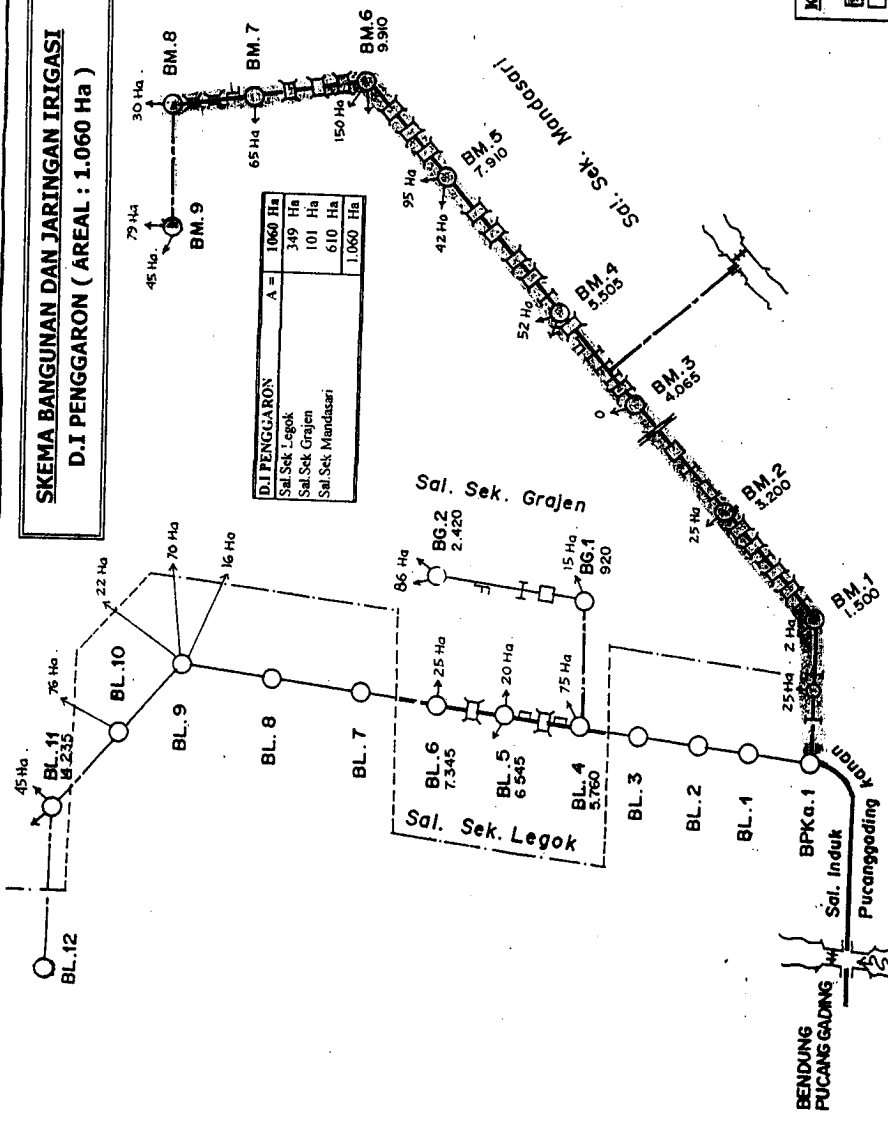 SKEMA BANGUNAN DAN JARINGAN IRIGASI
D.I PENGGARON ( AREAL : 1.060 Ha )
D.I PENGGARON A = 1060 Ha
Sal.Sek Legok 349 Ha
Sal.Sek Grajen 101 Ha
Sal.Sek Mandasari 610 Ha
1.060 Ha
BENDUNG
PUCANG GADING
Sal. Induk
Pucanggading Kanan
BPKa.1
BL.1
BL.2
BL.3
BL.4
5.760
75 Ha
BL.5
6 545
20 Ha
BL.6
7.345
25 Ha
Sal. Sek. Legok
BL.7
BL.8
BL.9
22 Ha
70 Ha
16 Ha
BL.10
76 Ha
BL.11
14.235
45 Ha
BL.12
Sal. Sek. Grajen
BG.1
920
15 Ha
BG.2
2.420
86 Ha
25 Ha
2 Ha
BM.1
1.500
BM.2
3.200
25 Ha
BM.3
4.065
0
BM.4
5.505
52 Ha
BM.5
7.910
42 Ha
95 Ha
Sal. Sek. Mandasari
BM.6
9.910
150 Ha
BM.7
65 Ha
BM.8
30 Ha
BM.9
79 Ha
45 Ha